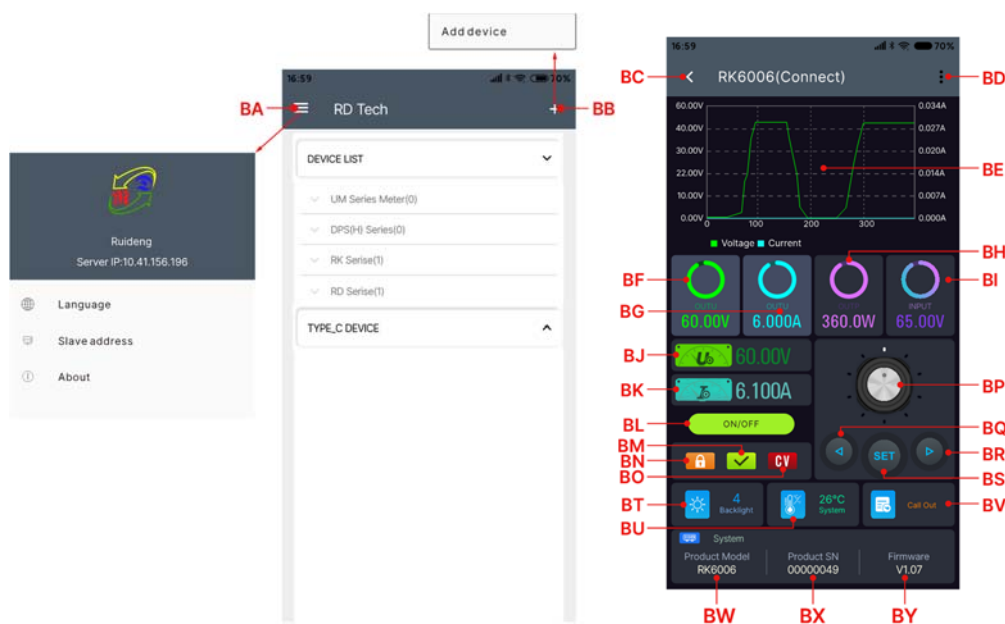 Add device
BA
16:59
70%
RD Tech
+
BB
DEVICE LIST
UM Series Meter(0)
DPS(H) Series(0)
RK Serise(1)
RD Serise(1)
TYPE_C DEVICE
Ruideng
Server IP:10.41.156.196
Language
Slave address
About
16:59
70%
BC
RK6006(Connect)
BD
60.00V
0.034A
40.00V
0.027A
30.00V
0.020A
BE
22.00V
0.014A
10.00V
0.007A
0.00V
0.000A
0
100
200
300
Voltage
Current
BF
BG
BH
BI
OUTU
60.00V
OUTU
6.000A
360.0W
INPUT
65.00V
BJ
60.00V
BK
6.100A
BP
BL
ON/OFF
BQ
BM
BN
CV
BO
SET
BR
BS
BT
4
Backlight
BU
26°C
System
Call Out
BV
System
Product Model
RK6006
Product SN
00000049
Firmware
V1.07
BW
BX
BY